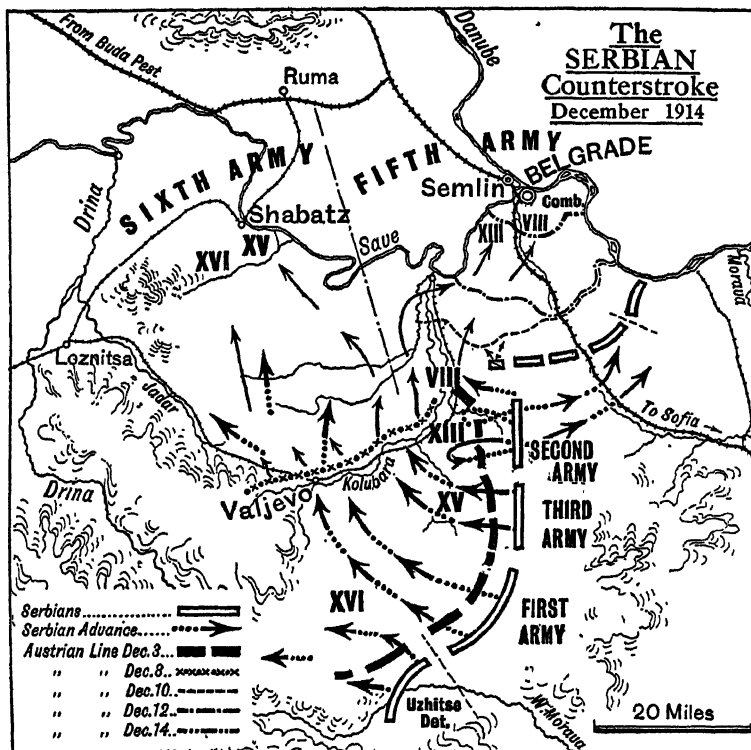 The
SERBIAN
Counterstroke
December 1914
From Buda Pest
Danube
Ruma
SIXTH ARMY
FIFTH ARMY
Semlin
BELGRADE
Comb.
Drina
Shabatz
XIII
VIII
XV
XVI
Save
Morava
Loznitsa
Jadar
VIII
XIII
To Sofia
SECOND
ARMY
Kolubara
Valjevo
XV
THIRD
ARMY
Drina
XVI
FIRST
ARMY
Uzhitse
Det.
W. Morava
20 Miles
Serbians
Serbian Advance
Austrian Line Dec. 3
" " Dec. 8
" " Dec. 10
" " Dec. 12
" " Dec. 14